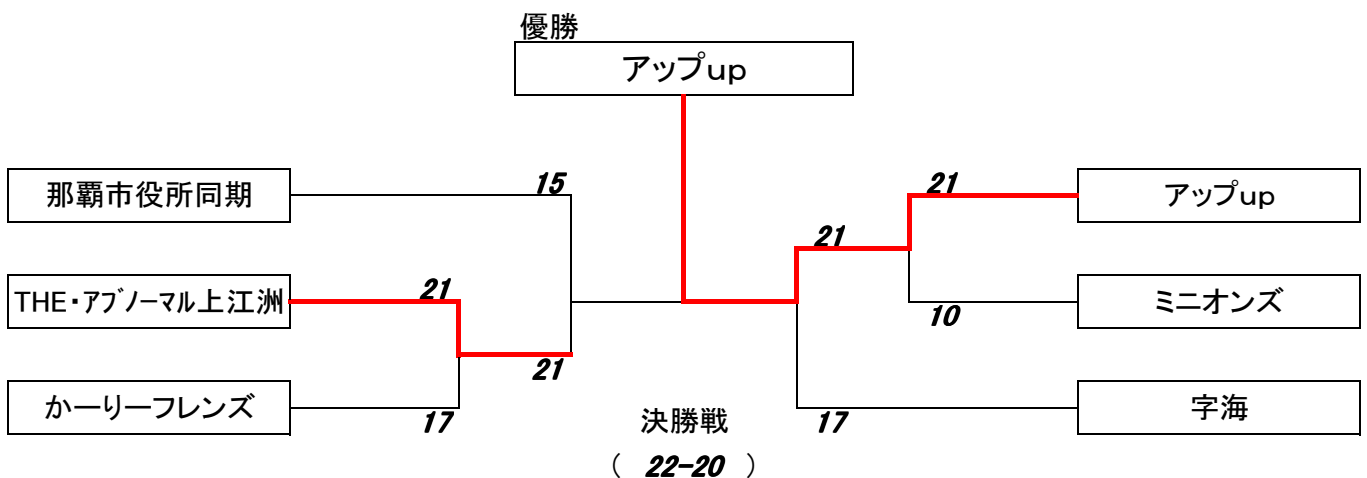 優勝
アップup
那覇市役所同期
15
21
アップup
21
THE・アブノーマル上江洲
21
10
ミニオンズ
21
かーりーフレンズ
17
決勝戦
17
字海
( 22-20 )